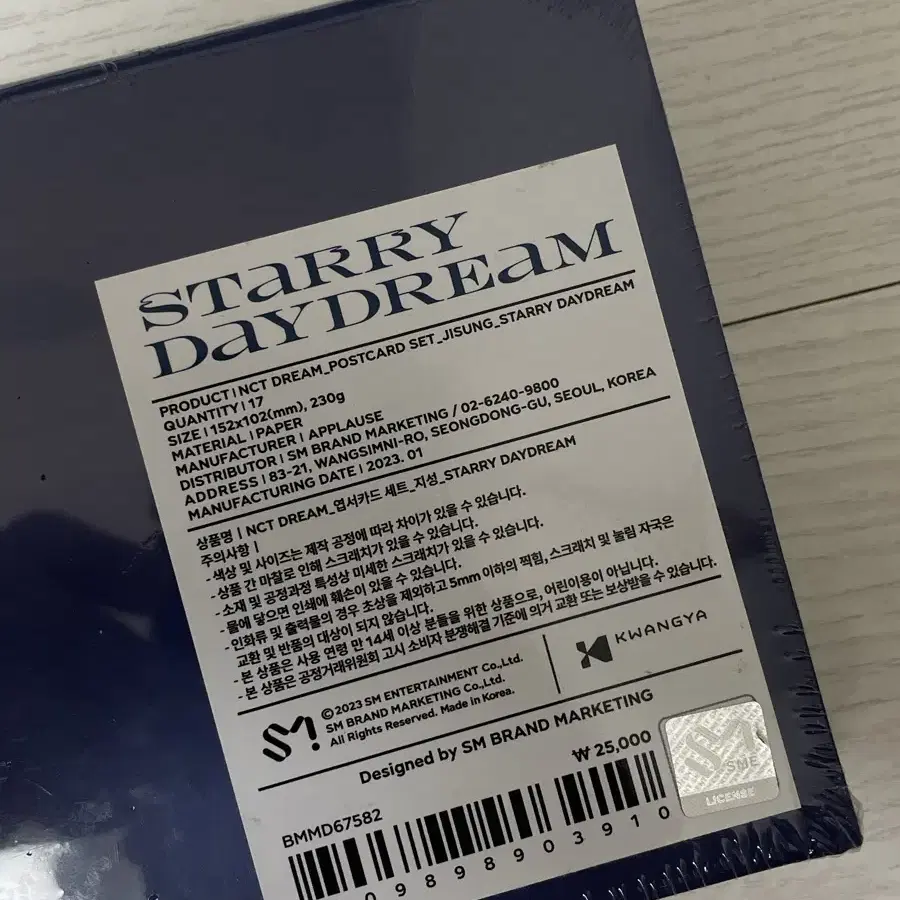 STARRY
DAYDREAM
PRODUCT | NCT DREAM_POSTCARD SET_JISUNG_STARRY DAYDREAM
QUANTITY | 17
SIZE | 152x102(mm), 230g
MATERIAL | PAPER
MANUFACTURER | APPLAUSE
DISTRIBUTOR | SM BRAND MARKETING / 02-6240-9800
ADDRESS | 83-21, WANGSIMNI-RO, SEONGDONG-GU, SEOUL, KOREA
MANUFACTURING DATE | 2023. 01
상품명 | NCT DREAM_엽서카드 세트_지성_STARRY DAYDREAM
주의사항 |
- 색상 및 사이즈는 제작 공정에 따라 차이가 있을 수 있습니다.
- 상품 간 마찰로 인해 스크래치가 있을 수 있습니다.
- 소재 및 공정과정 특성상 미세한 스크래치가 있을 수 있습니다.
- 물에 닿으면 인쇄에 훼손이 있을 수 있습니다.
- 인화류 및 출력물의 경우 초상을 제외하고 5mm 이하의 찍힘, 스크래치 및 눌림 자국은
교환 및 반품의 대상이 되지 않습니다.
- 본 상품은 사용 연령 만 14세 이상 분들을 위한 상품으로, 어린이용이 아닙니다.
- 본 상품은 공정거래위원회 고시 소비자 분쟁해결 기준에 의거 교환 또는 보상받을 수 있습니다.
SM!
© 2023 SM ENTERTAINMENT Co., Ltd.
SM BRAND MARKETING Co., Ltd.
All Rights Reserved. Made in Korea.
KWANGYA
Designed by SM BRAND MARKETING
₩ 25,000
SME
LICENSE
BMMD67582
09898903910